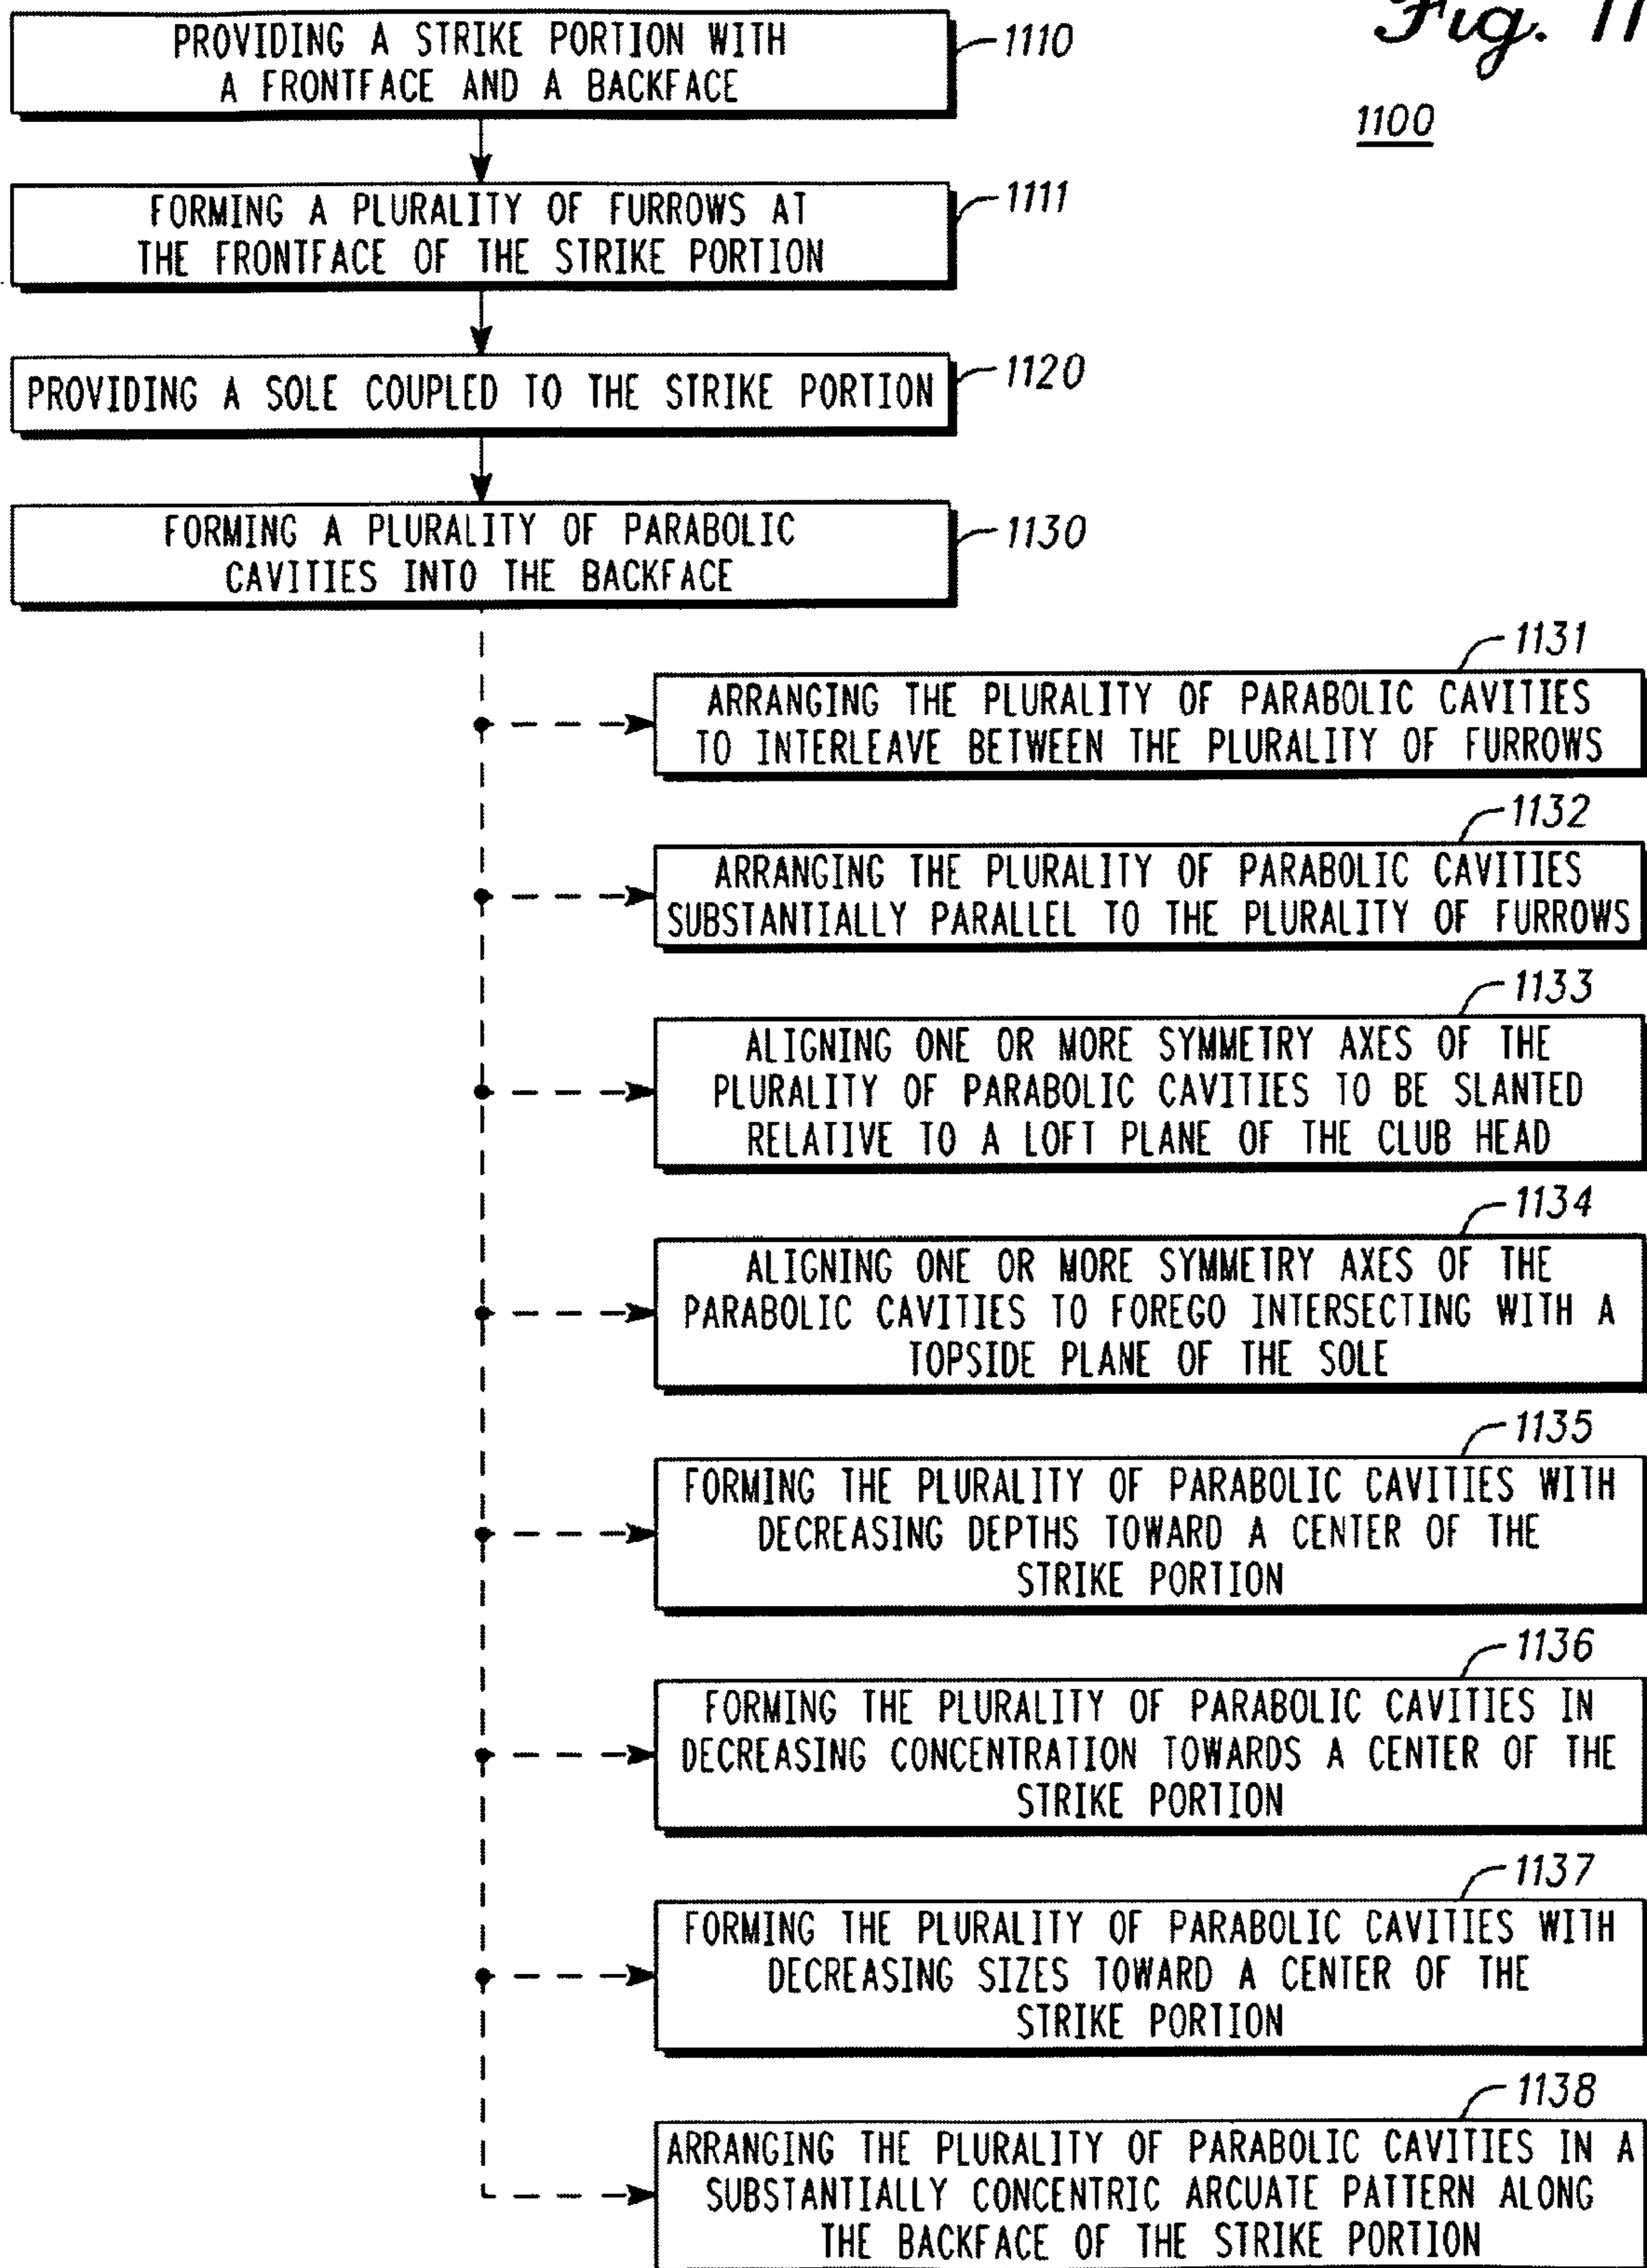 Fig. 11
1100
PROVIDING A STRIKE PORTION WITH
A FRONTFACE AND A BACKFACE
1110
FORMING A PLURALITY OF FURROWS AT
THE FRONTFACE OF THE STRIKE PORTION
1111
PROVIDING A SOLE COUPLED TO THE STRIKE PORTION
1120
FORMING A PLURALITY OF PARABOLIC
CAVITIES INTO THE BACKFACE
1130
1131
ARRANGING THE PLURALITY OF PARABOLIC CAVITIES
TO INTERLEAVE BETWEEN THE PLURALITY OF FURROWS
1132
ARRANGING THE PLURALITY OF PARABOLIC CAVITIES
SUBSTANTIALLY PARALLEL TO THE PLURALITY OF FURROWS
1133
ALIGNING ONE OR MORE SYMMETRY AXES OF THE
PLURALITY OF PARABOLIC CAVITIES TO BE SLANTED
RELATIVE TO A LOFT PLANE OF THE CLUB HEAD
1134
ALIGNING ONE OR MORE SYMMETRY AXES OF THE
PARABOLIC CAVITIES TO FOREGO INTERSECTING WITH A
TOPSIDE PLANE OF THE SOLE
1135
FORMING THE PLURALITY OF PARABOLIC CAVITIES WITH
DECREASING DEPTHS TOWARD A CENTER OF THE
STRIKE PORTION
1136
FORMING THE PLURALITY OF PARABOLIC CAVITIES IN
DECREASING CONCENTRATION TOWARDS A CENTER OF THE
STRIKE PORTION
1137
FORMING THE PLURALITY OF PARABOLIC CAVITIES WITH
DECREASING SIZES TOWARD A CENTER OF THE
STRIKE PORTION
1138
ARRANGING THE PLURALITY OF PARABOLIC CAVITIES IN A
SUBSTANTIALLY CONCENTRIC ARCUATE PATTERN ALONG
THE BACKFACE OF THE STRIKE PORTION